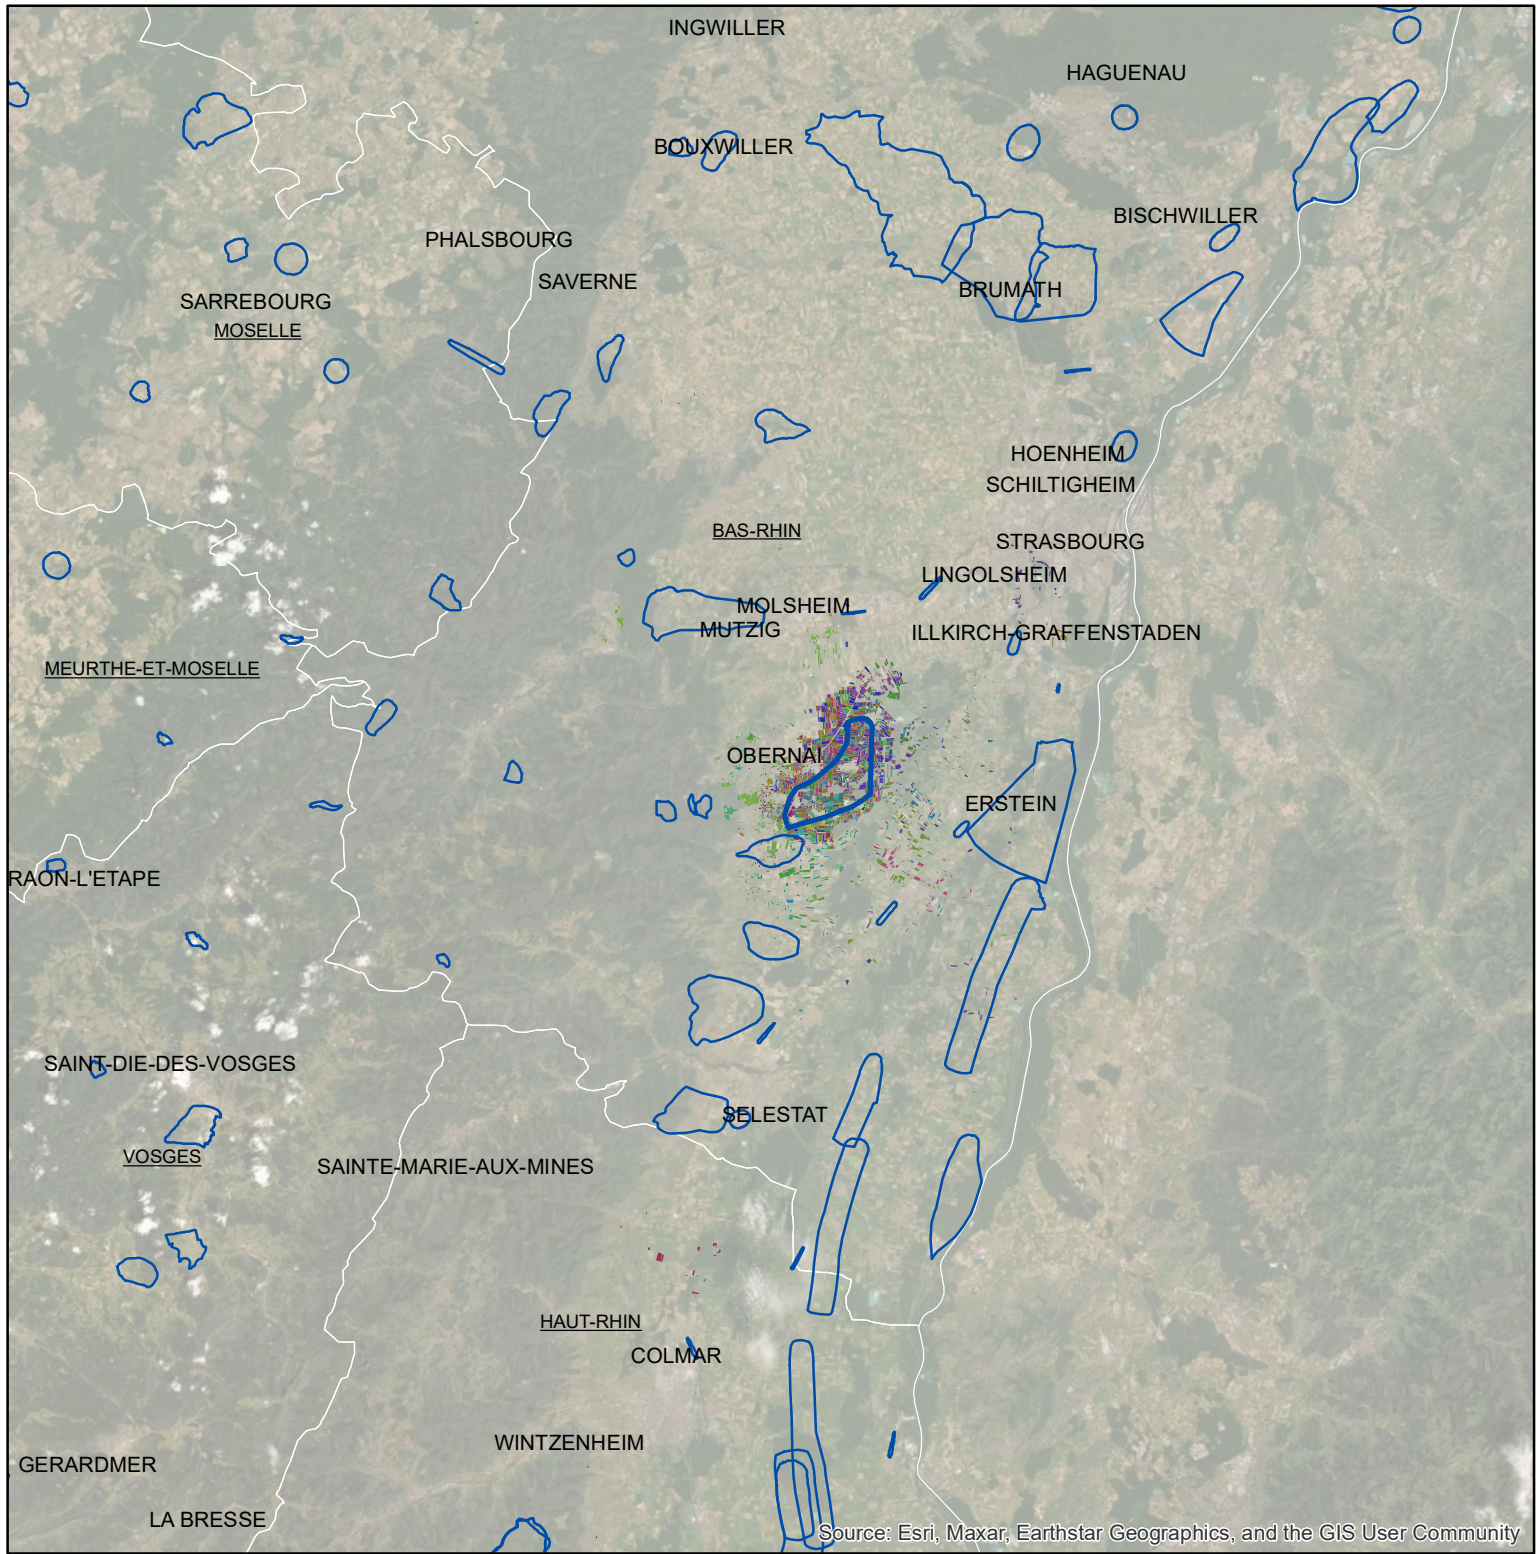 INGWILLER
HAGUENAU
BOUXWILLER
BISCHWILLER
PHALSBOURG
SAVERNE
BRUMATH
SARREBOURG
MOSELLE
HOENHEIM
SCHILTIGHEIM
BAS-RHIN
STRASBOURG
LINGOLSHEIM
MOLSHEIM
MUTZIG
ILLKIRCH-GRAFFENSTADEN
MEURTHE-ET-MOSELLE
OBERNAI
ERSTEIN
RAON-L'ETAPE
SAINT-DIE-DES-VOSGES
SELESTAT
VOSGES
SAINTE-MARIE-AUX-MINES
HAUT-RHIN
COLMAR
WINTZENHEIM
GERARDMER
LA BRESSE
Source: Esri, Maxar, Earthstar Geographics, and the GIS User Community